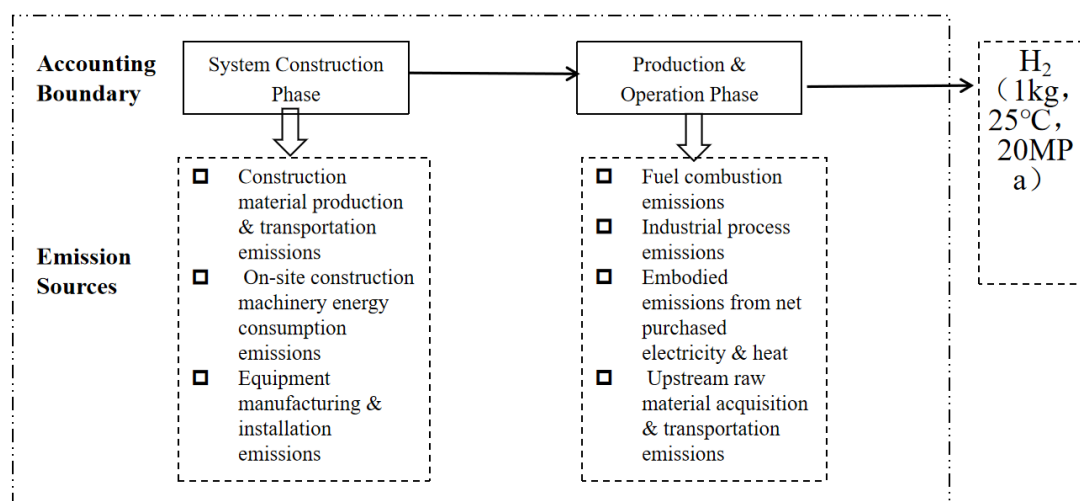 Accounting
Boundary
System Construction
Phase
Production &
Operation Phase
H₂
（1kg，
25℃，
20MP
a）
Emission
Sources
Construction
material production
& transportation
emissions
On-site construction
machinery energy
consumption
emissions
Equipment
manufacturing &
installation
emissions
Fuel combustion
emissions
Industrial process
emissions
Embodied
emissions from net
purchased
electricity & heat
Upstream raw
material acquisition
& transportation
emissions